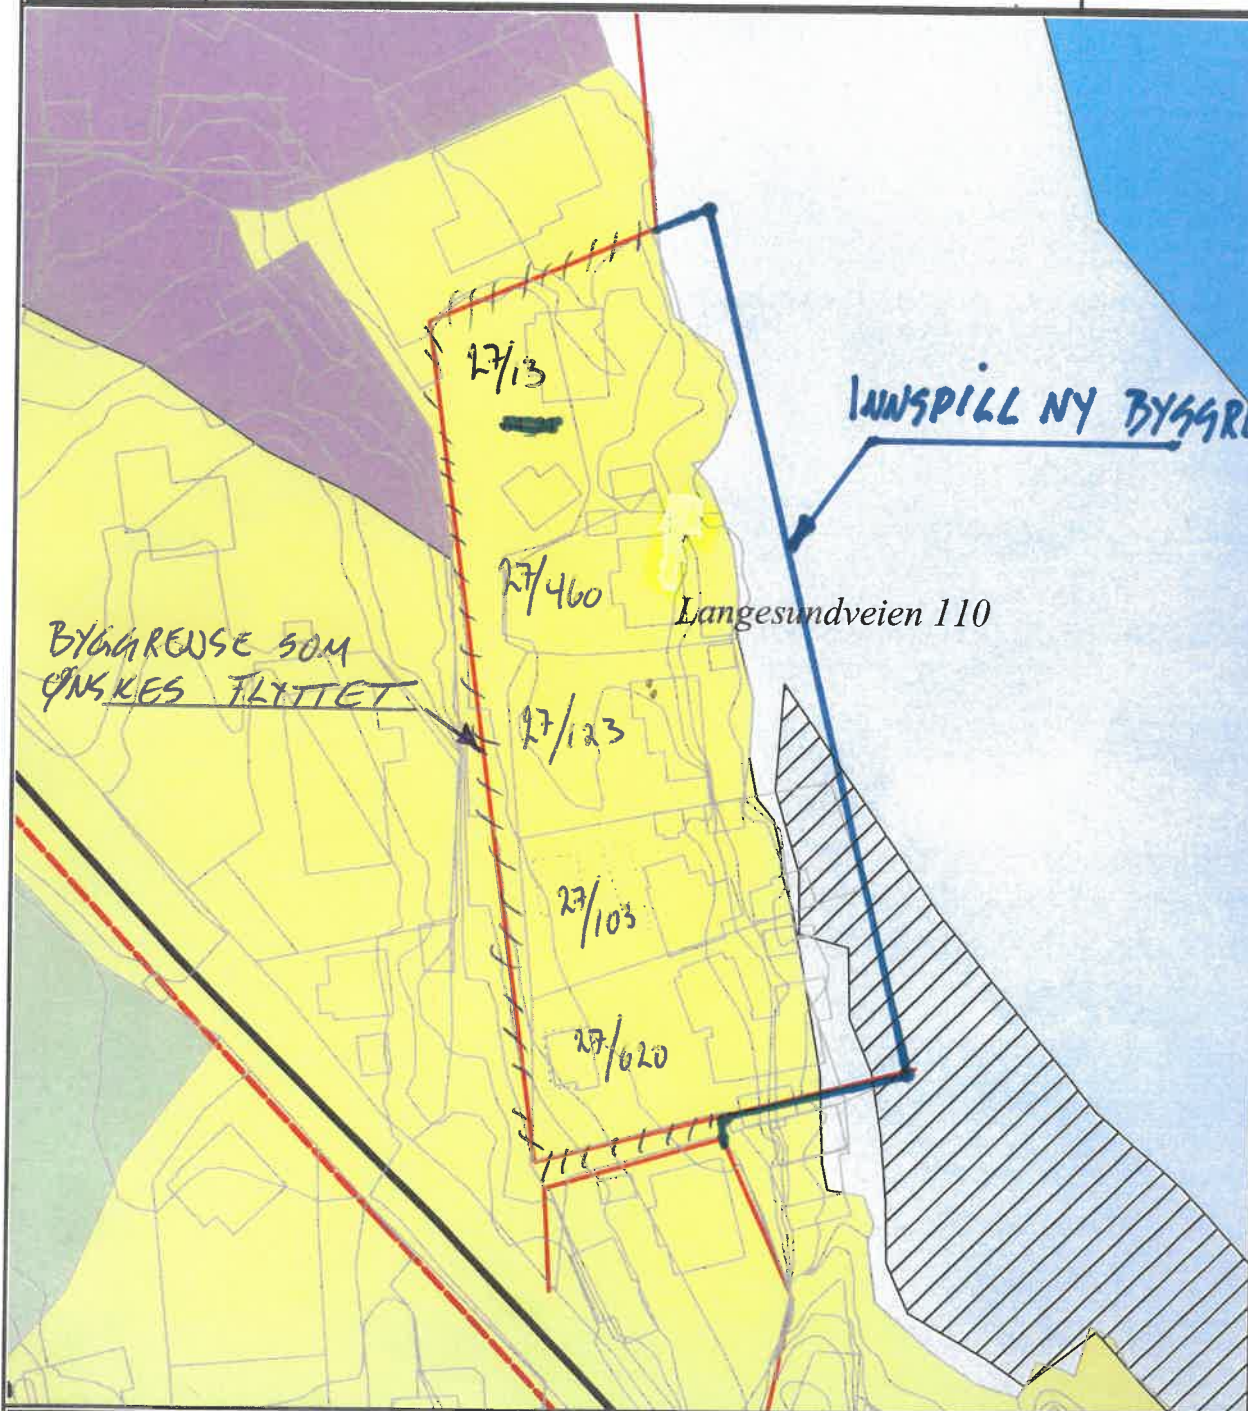 27/13
INNSPILL NY BYGGR
27/460
Langesundveien 110
BYGGRENSE SOM
ØNSKES FLYTTET
27/123
27/103
27/620